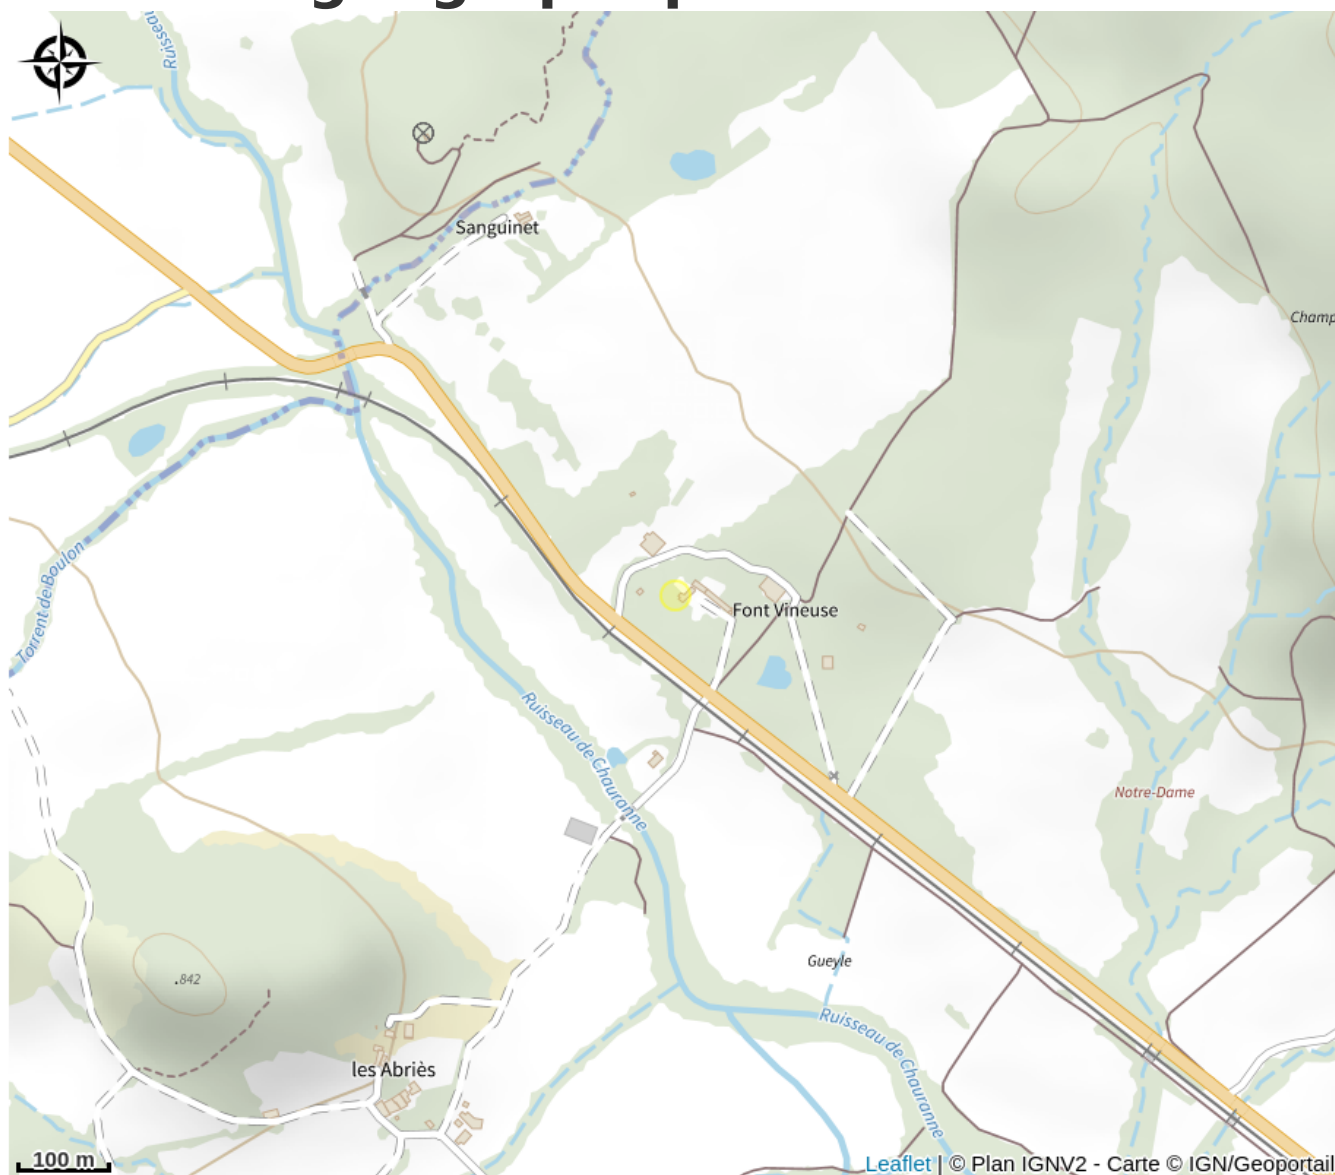 Ruisseau
Sanguinet
Champ
Font Vineuse
Torrent de Boulon
Ruisseau de Chauranne
Notre-Dame
Gueyle
.842
Ruisseau de Chauranne
les Abriès
100 m
Leaflet | © Plan IGNV2 - Carte © IGN/Geoportail